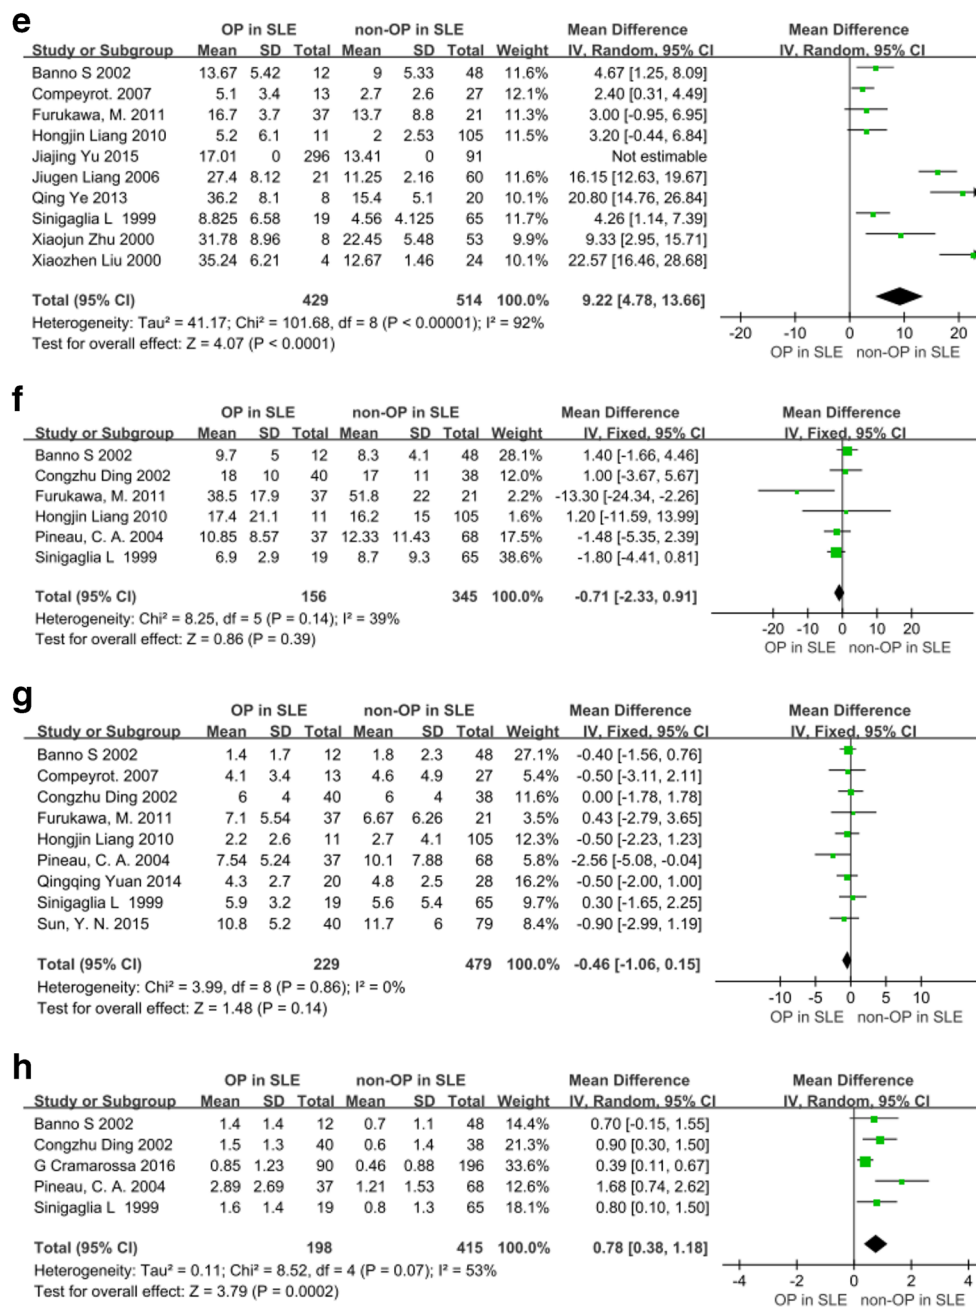 e
OP in SLE non-OP in SLE Mean Difference Mean Difference
Study or Subgroup Mean SD Total Mean SD Total Weight IV, Random, 95% CI IV, Random, 95% CI
Banno S 2002 13.67 5.42 12 9 5.33 48 11.6% 4.67 [1.25, 8.09]
Compeyrot. 2007 5.1 3.4 13 2.7 2.6 27 12.1% 2.40 [0.31, 4.49]
Furukawa, M. 2011 16.7 3.7 37 13.7 8.8 21 11.3% 3.00 [-0.95, 6.95]
Hongjin Liang 2010 5.2 6.1 11 2 2.53 105 11.5% 3.20 [-0.44, 6.84]
Jiajing Yu 2015 17.01 0 296 13.41 0 91 Not estimable
Jiugen Liang 2006 27.4 8.12 21 11.25 2.16 60 11.6% 16.15 [12.63, 19.67]
Qing Ye 2013 36.2 8.1 8 15.4 5.1 20 10.1% 20.80 [14.76, 26.84]
Sinigaglia L 1999 8.825 6.58 19 4.56 4.125 65 11.7% 4.26 [1.14, 7.39]
Xiaojun Zhu 2000 31.78 8.96 8 22.45 5.48 53 9.9% 9.33 [2.95, 15.71]
Xiaozhen Liu 2000 35.24 6.21 4 12.67 1.46 24 10.1% 22.57 [16.46, 28.68]
Total (95% CI) 429 514 100.0% 9.22 [4.78, 13.66]
Heterogeneity: Tau² = 41.17; Chi² = 101.68, df = 8 (P < 0.00001); I² = 92%
Test for overall effect: Z = 4.07 (P < 0.0001)
-20 -10 0 10 20
OP in SLE non-OP in SLE
f
OP in SLE non-OP in SLE Mean Difference Mean Difference
Study or Subgroup Mean SD Total Mean SD Total Weight IV, Fixed, 95% CI IV, Fixed, 95% CI
Banno S 2002 9.7 5 12 8.3 4.1 48 28.1% 1.40 [-1.66, 4.46]
Congzhu Ding 2002 18 10 40 17 11 38 12.0% 1.00 [-3.67, 5.67]
Furukawa, M. 2011 38.5 17.9 37 51.8 22 21 2.2% -13.30 [-24.34, -2.26]
Hongjin Liang 2010 17.4 21.1 11 16.2 15 105 1.6% 1.20 [-11.59, 13.99]
Pineau, C. A. 2004 10.85 8.57 37 12.33 11.43 68 17.5% -1.48 [-5.35, 2.39]
Sinigaglia L 1999 6.9 2.9 19 8.7 9.3 65 38.6% -1.80 [-4.41, 0.81]
Total (95% CI) 156 345 100.0% -0.71 [-2.33, 0.91]
Heterogeneity: Chi² = 8.25, df = 5 (P = 0.14); I² = 39%
Test for overall effect: Z = 0.86 (P = 0.39)
-20 -10 0 10 20
OP in SLE non-OP in SLE
g
OP in SLE non-OP in SLE Mean Difference Mean Difference
Study or Subgroup Mean SD Total Mean SD Total Weight IV, Fixed, 95% CI IV, Fixed, 95% CI
Banno S 2002 1.4 1.7 12 1.8 2.3 48 27.1% -0.40 [-1.56, 0.76]
Compeyrot. 2007 4.1 3.4 13 4.6 4.9 27 5.4% -0.50 [-3.11, 2.11]
Congzhu Ding 2002 6 4 40 6 4 38 11.6% 0.00 [-1.78, 1.78]
Furukawa, M. 2011 7.1 5.54 37 6.67 6.26 21 3.5% 0.43 [-2.79, 3.65]
Hongjin Liang 2010 2.2 2.6 11 2.7 4.1 105 12.3% -0.50 [-2.23, 1.23]
Pineau, C. A. 2004 7.54 5.24 37 10.1 7.88 68 5.8% -2.56 [-5.08, -0.04]
Qingqing Yuan 2014 4.3 2.7 20 4.8 2.5 28 16.2% -0.50 [-2.00, 1.00]
Sinigaglia L 1999 5.9 3.2 19 5.6 5.4 65 9.7% 0.30 [-1.65, 2.25]
Sun, Y. N. 2015 10.8 5.2 40 11.7 6 79 8.4% -0.90 [-2.99, 1.19]
Total (95% CI) 229 479 100.0% -0.46 [-1.06, 0.15]
Heterogeneity: Chi² = 3.99, df = 8 (P = 0.86); I² = 0%
Test for overall effect: Z = 1.48 (P = 0.14)
-10 -5 0 5 10
OP in SLE non-OP in SLE
h
OP in SLE non-OP in SLE Mean Difference Mean Difference
Study or Subgroup Mean SD Total Mean SD Total Weight IV, Random, 95% CI IV, Random, 95% CI
Banno S 2002 1.4 1.4 12 0.7 1.1 48 14.4% 0.70 [-0.15, 1.55]
Congzhu Ding 2002 1.5 1.3 40 0.6 1.4 38 21.3% 0.90 [0.30, 1.50]
G Cramarossa 2016 0.85 1.23 90 0.46 0.88 196 33.6% 0.39 [0.11, 0.67]
Pineau, C. A. 2004 2.89 2.69 37 1.21 1.53 68 12.6% 1.68 [0.74, 2.62]
Sinigaglia L 1999 1.6 1.4 19 0.8 1.3 65 18.1% 0.80 [0.10, 1.50]
Total (95% CI) 198 415 100.0% 0.78 [0.38, 1.18]
Heterogeneity: Tau² = 0.11; Chi² = 8.52, df = 4 (P = 0.07); I² = 53%
Test for overall effect: Z = 3.79 (P = 0.0002)
-4 -2 0 2 4
OP in SLE non-OP in SLE